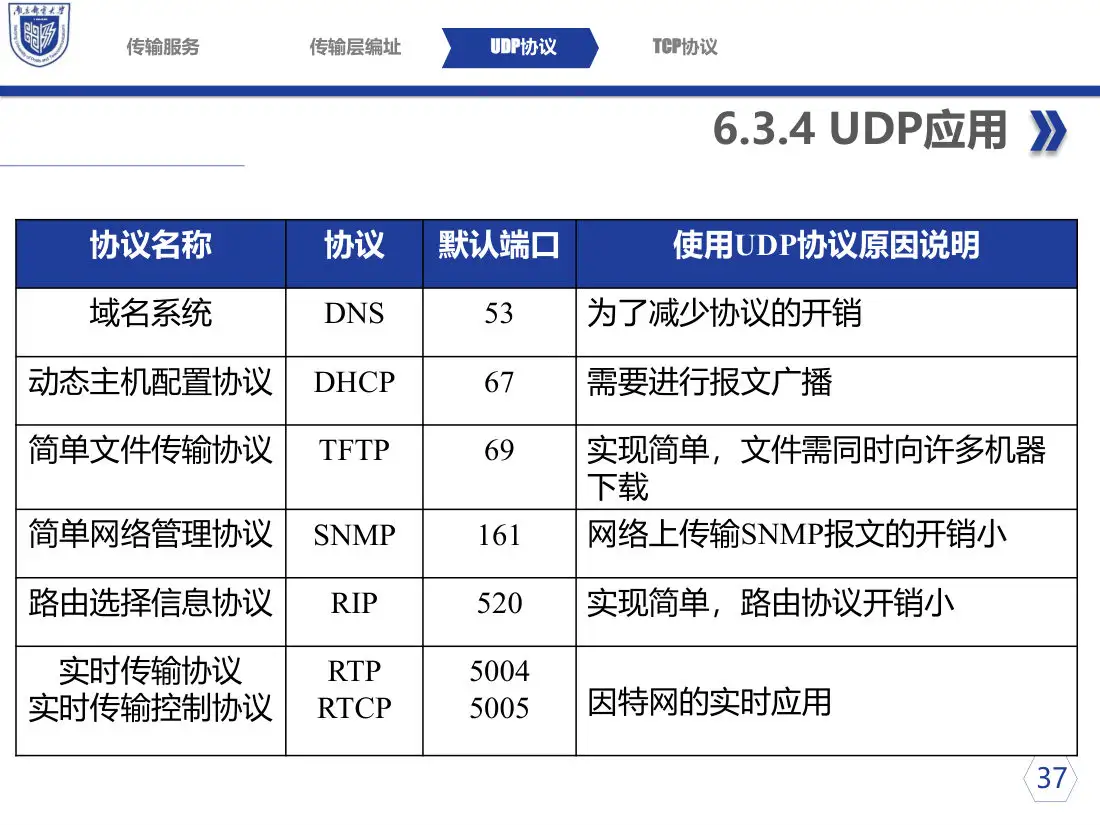 传输服务
传输层编址
UDP协议
TCP协议
6.3.4 UDP应用
协议名称 协议 默认端口 使用UDP协议原因说明
域名系统 DNS 53 为了减少协议的开销
动态主机配置协议 DHCP 67 需要进行报文广播
简单文件传输协议 TFTP 69 实现简单，文件需同时向许多机器
下载
简单网络管理协议 SNMP 161 网络上传输SNMP报文的开销小
路由选择信息协议 RIP 520 实现简单，路由协议开销小
实时传输协议 RTP 5004
实时传输控制协议 RTCP 5005
因特网的实时应用
37